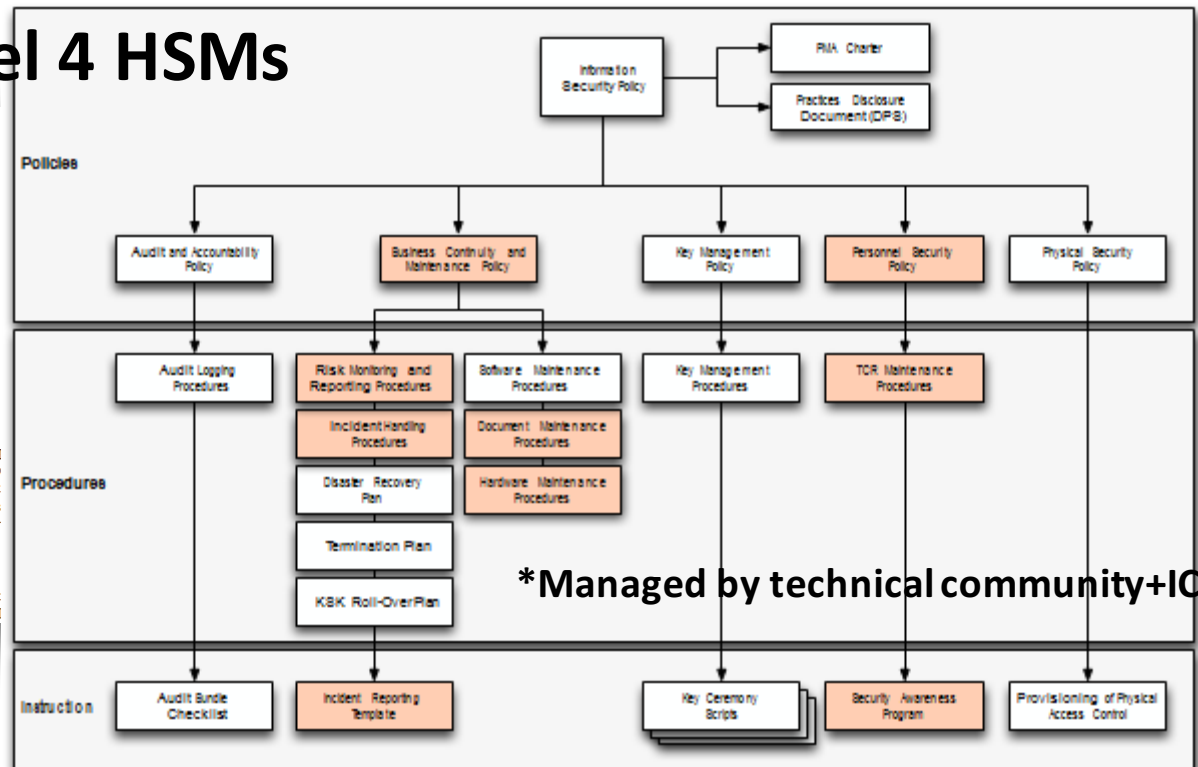 el 4 HSMs
Information
Security Policy
PMA Charter
Practices Disclosure
Document (DPS)
Policies
Audit and Accountability
Policy
Business Continuity and
Maintenance Policy
Key Management
Policy
Personnel Security
Policy
Physical Security
Policy
Audit Logging
Procedures
Risk Monitoring and
Reporting Procedures
Software Maintenance
Procedures
Key Management
Procedures
TCR Maintenance
Procedures
Incident Handling
Procedures
Document Maintenance
Procedures
Procedures
Disaster Recovery
Plan
Hardware Maintenance
Procedures
Termination Plan
*Managed by technical community+IC
KSK Roll-Over Plan
Instruction
Audit Bundle
Checklist
Incident Reporting
Template
Key Ceremony
Scripts
Security Awareness
Program
Provisioning of Physical
Access Control